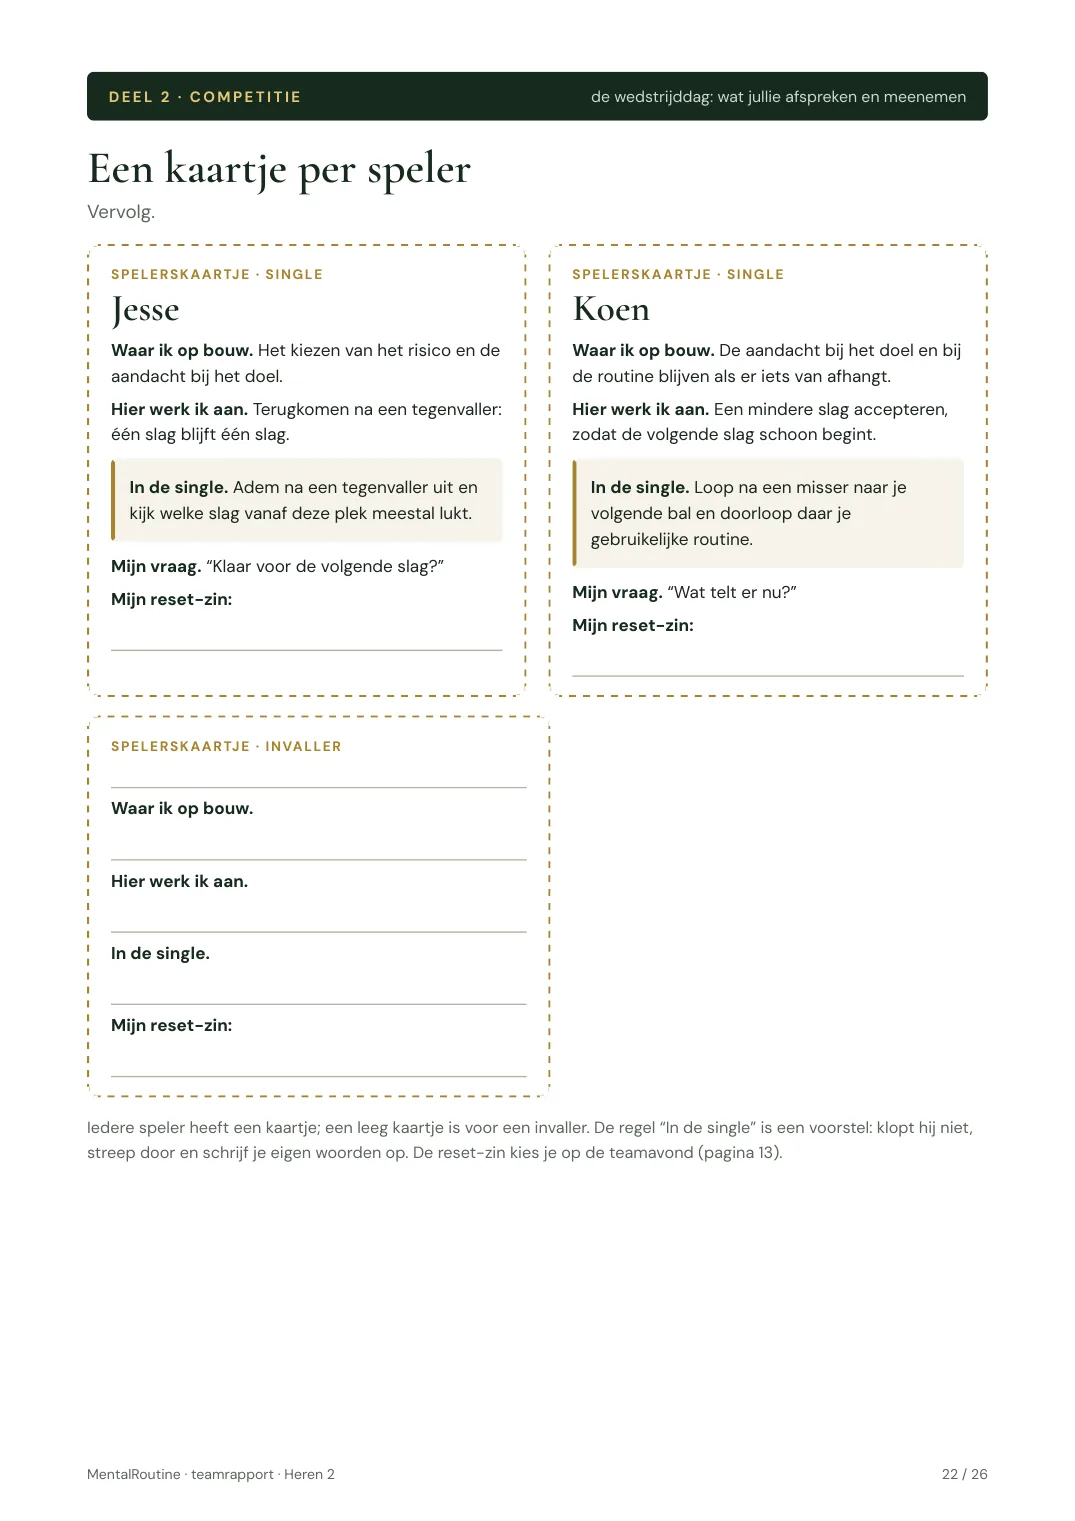 DEEL 2 · COMPETITIE
de wedstrijddag: wat jullie afspreken en meenemen
Een kaartje per speler
Vervolg.
SPELERSKAARTJE · SINGLE
Jesse
Waar ik op bouw. Het kiezen van het risico en de
aandacht bij het doel.
Hier werk ik aan. Terugkomen na een tegenvaller:
één slag blijft één slag.
In de single. Adem na een tegenvaller uit en
kijk welke slag vanaf deze plek meestal lukt.
Mijn vraag. “Klaar voor de volgende slag?”
Mijn reset-zin:
SPELERSKAARTJE · SINGLE
Koen
Waar ik op bouw. De aandacht bij het doel en bij
de routine blijven als er iets van afhangt.
Hier werk ik aan. Een mindere slag accepteren,
zodat de volgende slag schoon begint.
In de single. Loop na een misser naar je
volgende bal en doorloop daar je
gebruikelijke routine.
Mijn vraag. “Wat telt er nu?”
Mijn reset-zin:
SPELERSKAARTJE · INVALLER
Waar ik op bouw.
Hier werk ik aan.
In de single.
Mijn reset-zin:
Iedere speler heeft een kaartje; een leeg kaartje is voor een invaller. De regel “In de single” is een voorstel: klopt hij niet,
streep door en schrijf je eigen woorden op. De reset-zin kies je op de teamavond (pagina 13).
MentalRoutine · teamrapport · Heren 2
22 / 26